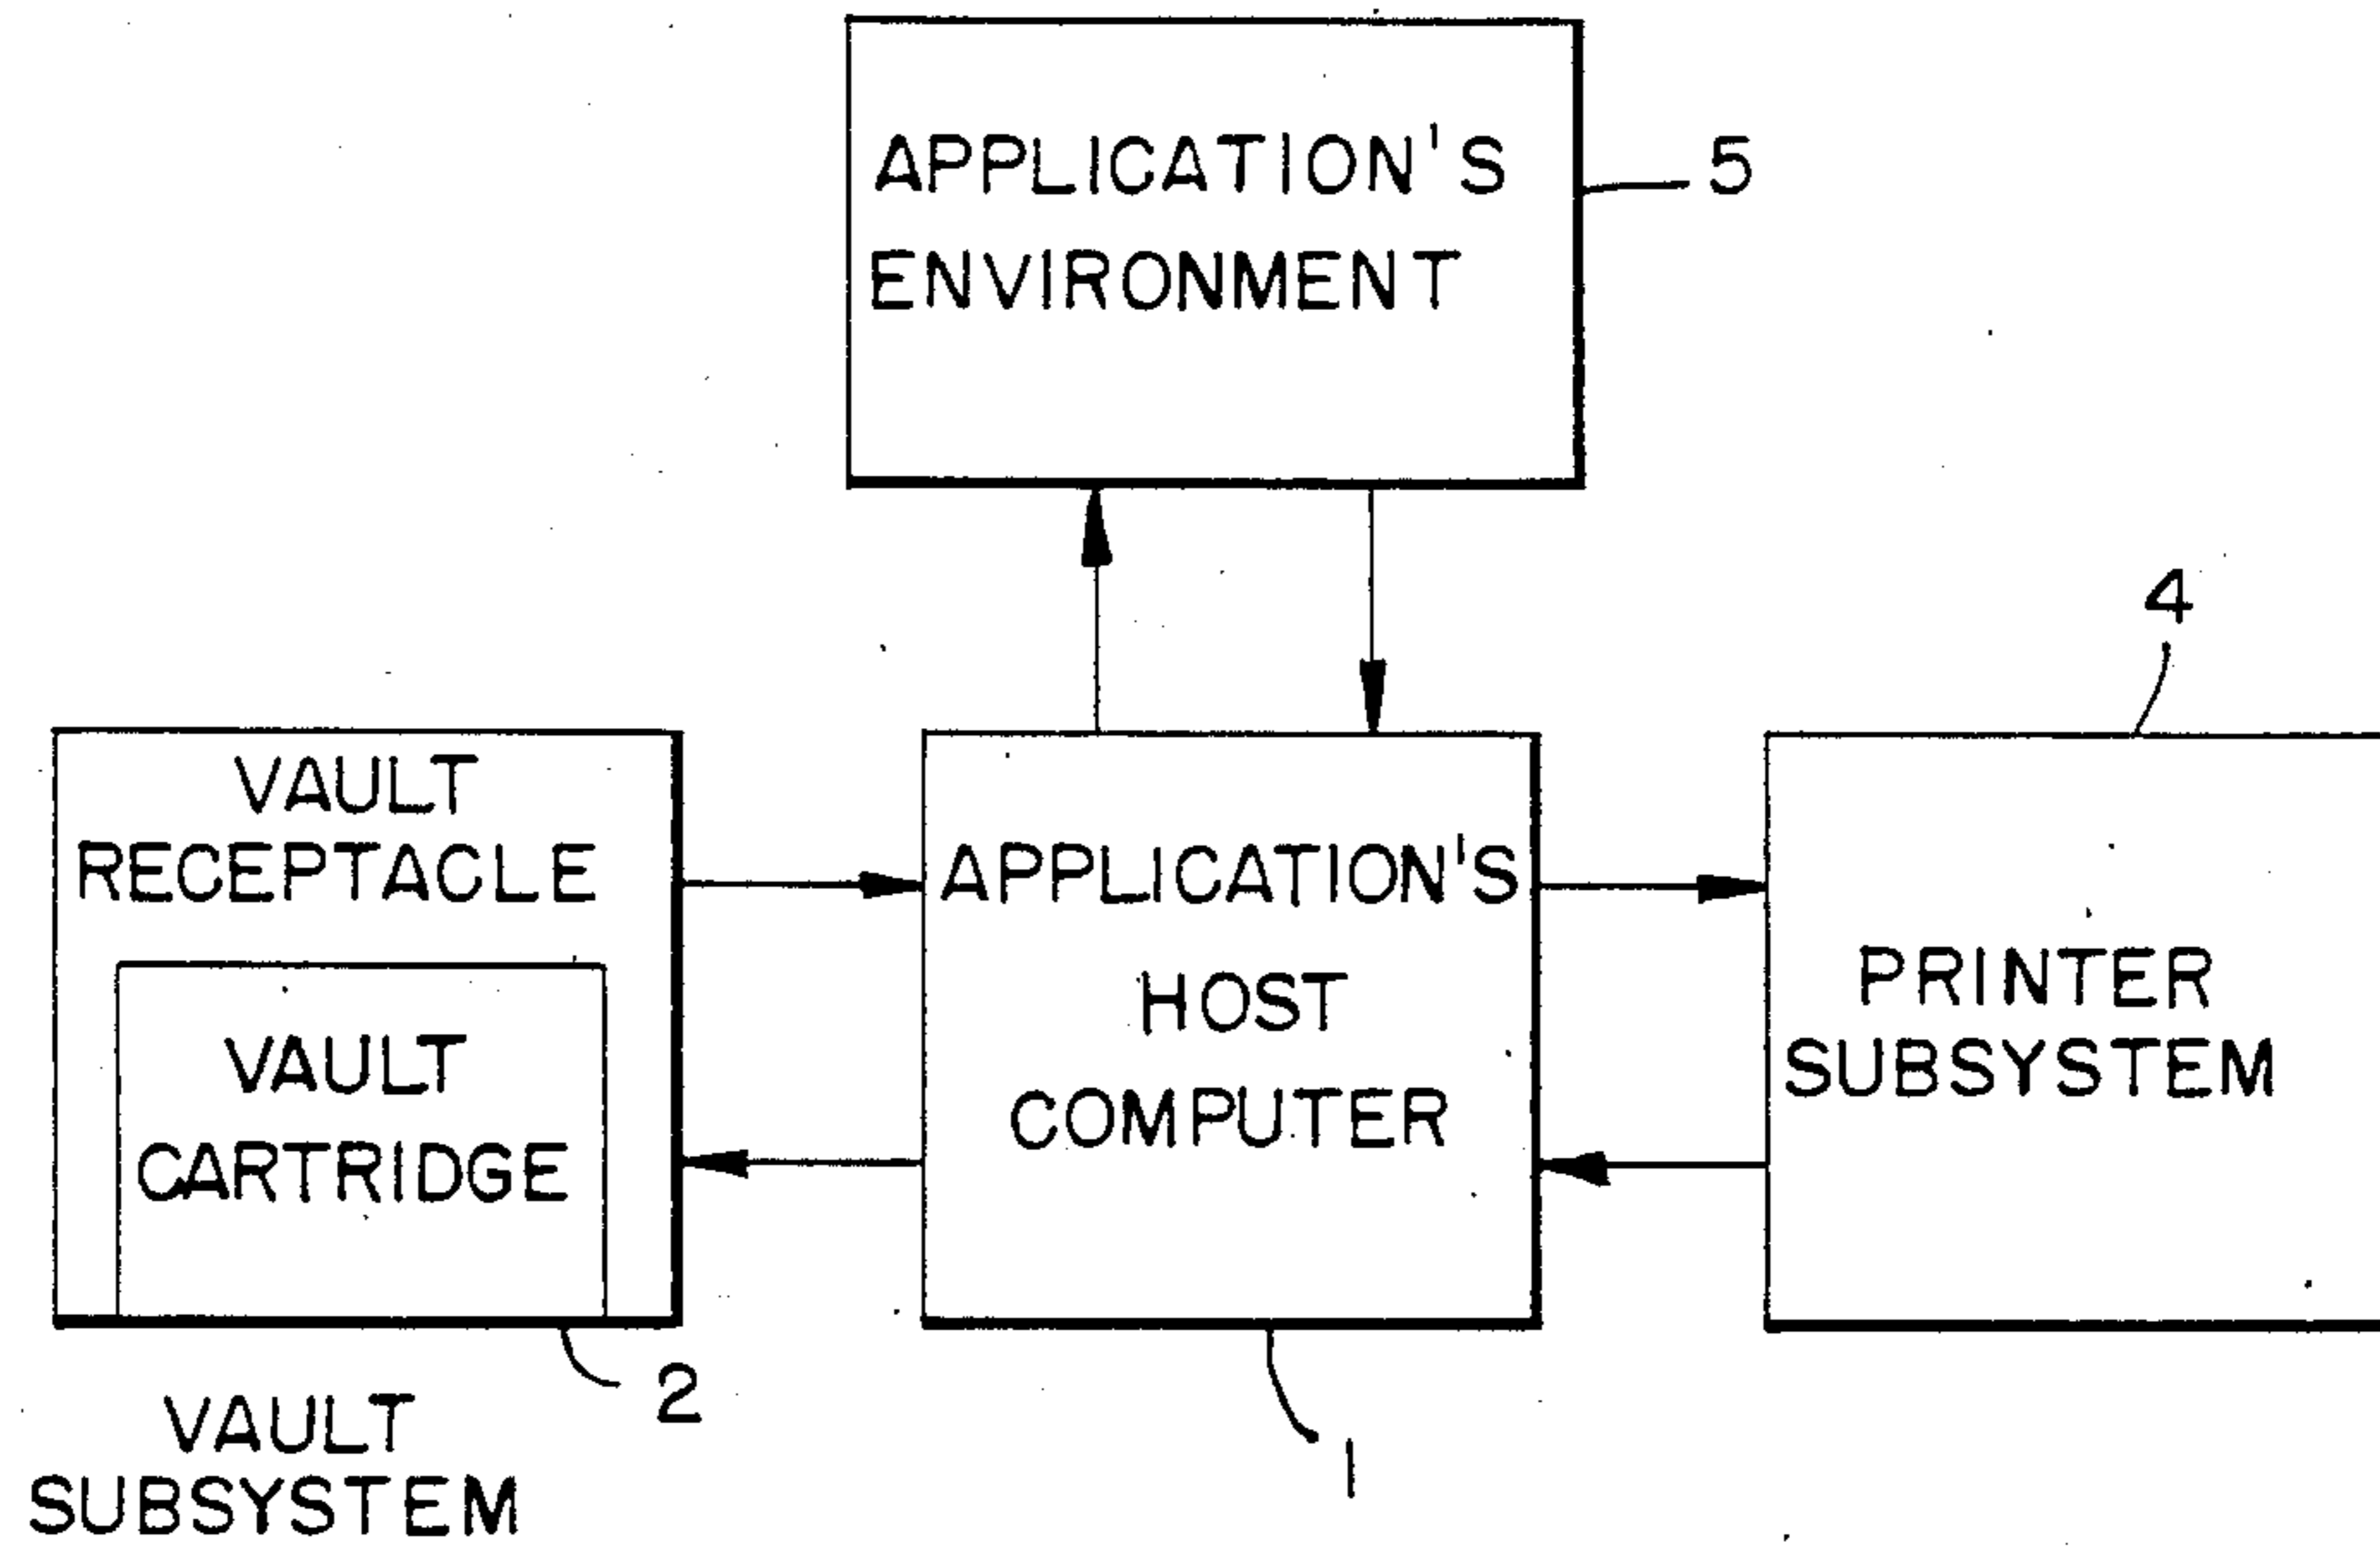 APPLICATION'S
ENVIRONMENT
5
4
VAULT
RECEPTACLE
VAULT
CARTRIDGE
APPLICATION'S
HOST
COMPUTER
PRINTER
SUBSYSTEM
2
1
VAULT
SUBSYSTEM